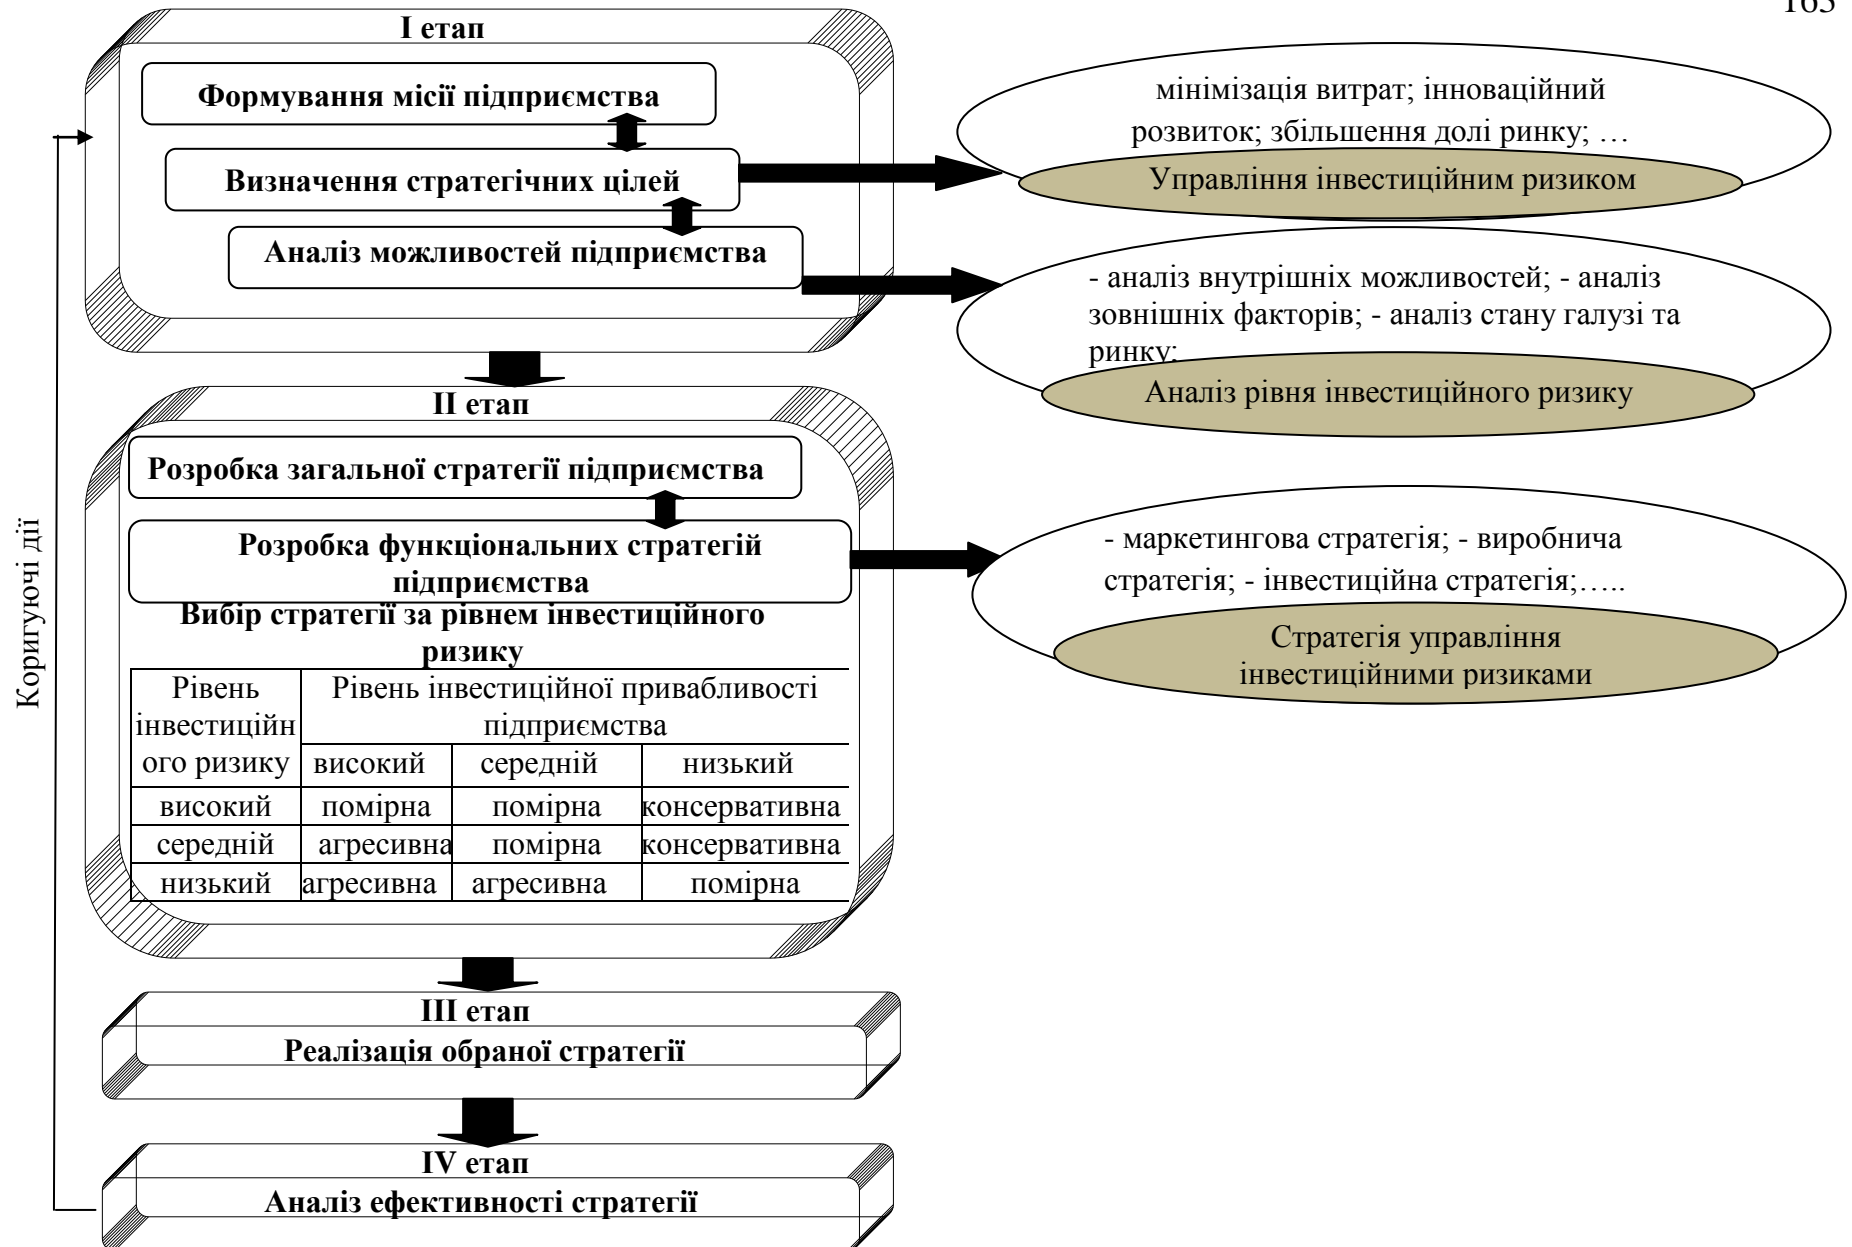 165
І етап
Формування місії підприємства
Визначення стратегічних цілей
Аналіз можливостей підприємства
мінімізація витрат; інноваційний
розвиток; збільшення долі ринку; …
Управління інвестиційним ризиком
- аналіз внутрішніх можливостей; - аналіз
зовнішніх факторів; - аналіз стану галузі та
ринку;
Аналіз рівня інвестиційного ризику
ІІ етап
Розробка загальної стратегії підприємства
Розробка функціональних стратегій
підприємства
- маркетингова стратегія; - виробнича
стратегія; - інвестиційна стратегія;…..
Стратегія управління
інвестиційними ризиками
Вибір стратегії за рівнем інвестиційного
ризику
Рівень
інвестиційн
ого ризику
Рівень інвестиційної привабливості
підприємства
високий середній низький
високий помірна помірна консервативна
середній агресивна помірна консервативна
низький агресивна агресивна помірна
ІІІ етап
Реалізація обраної стратегії
IV етап
Аналіз ефективності стратегії
Коригуючі дії